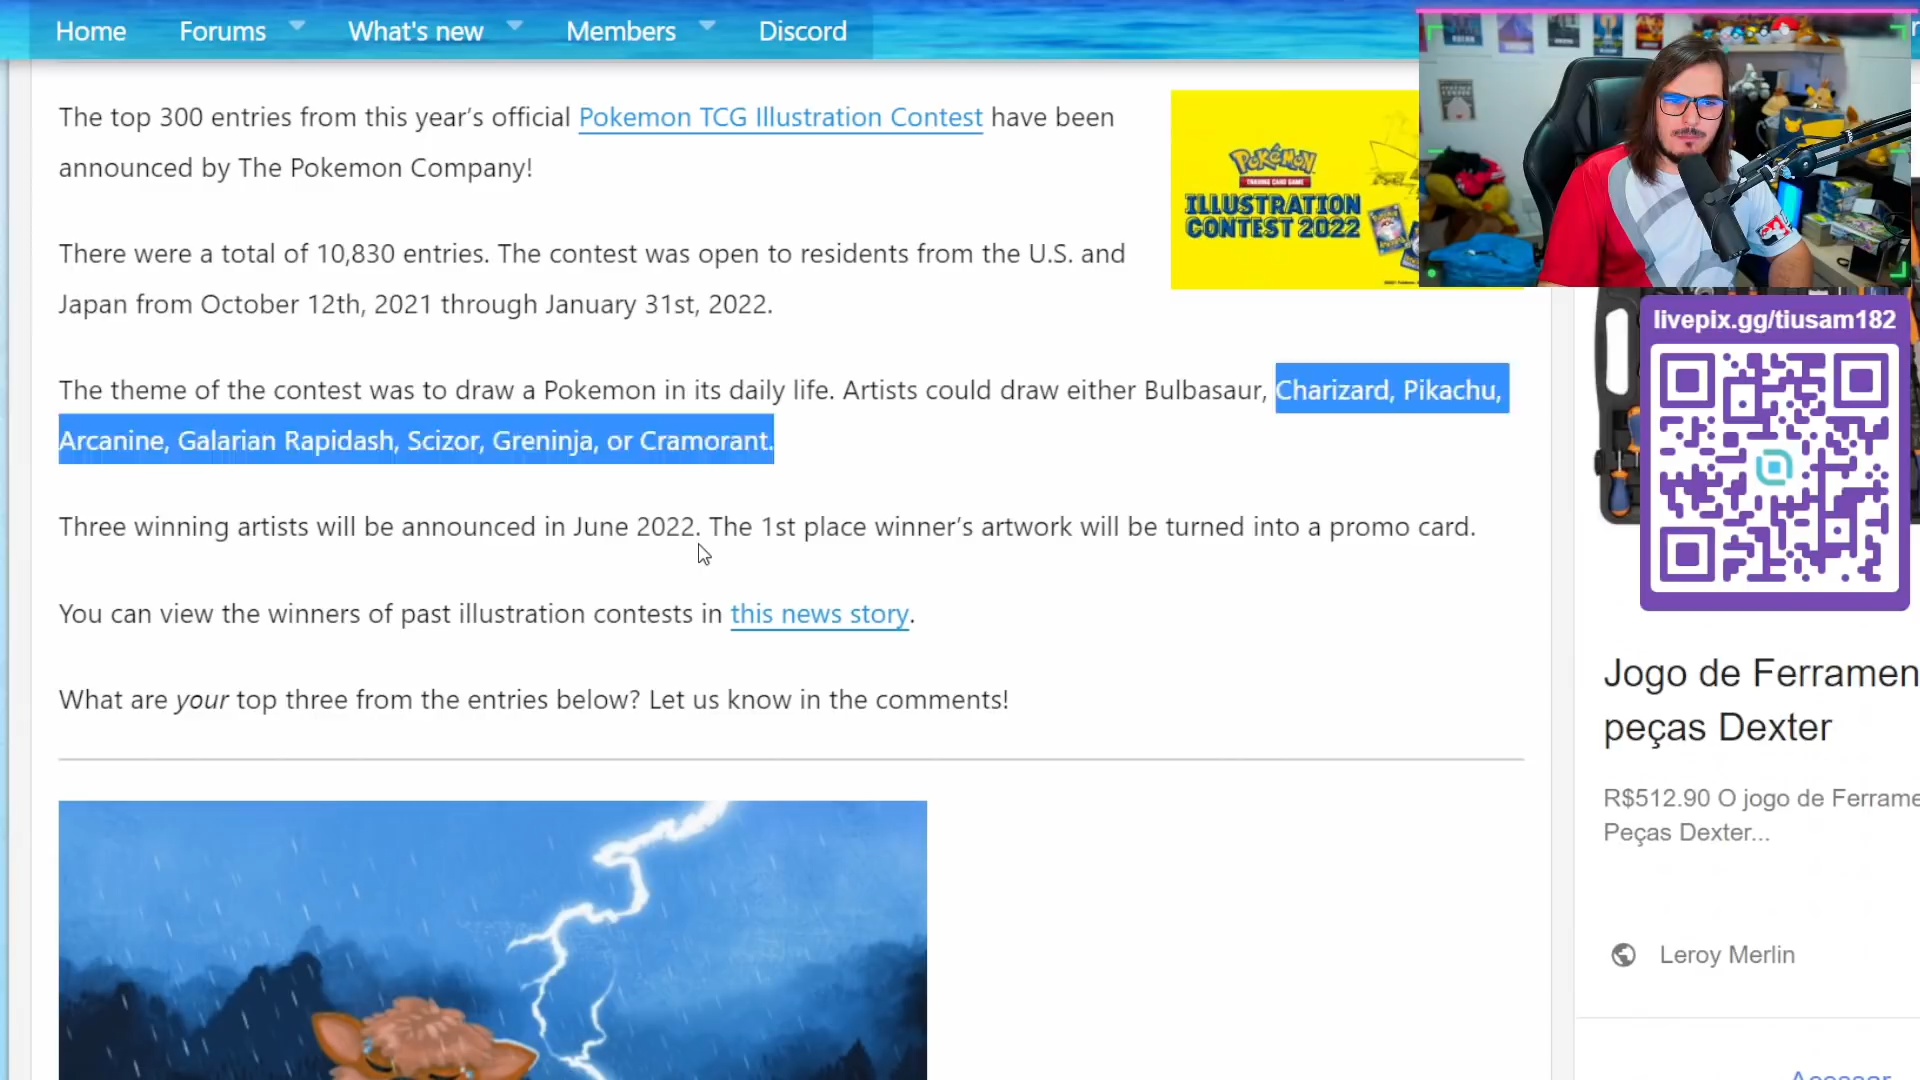 Home Forums What's new Members Discord
The top 300 entries from this year's official Pokemon TCG Illustration Contest have been
announced by The Pokemon Company!
There were a total of 10,830 entries. The contest was open to residents from the U.S. and
Japan from October 12th, 2021 through January 31st, 2022.
The theme of the contest was to draw a Pokemon in its daily life. Artists could draw either Bulbasaur, Charizard, Pikachu,
Arcanine, Galarian Rapidash, Scizor, Greninja, or Cramorant.
Three winning artists will be announced in June 2022. The 1st place winner's artwork will be turned into a promo card.
You can view the winners of past illustration contests in this news story.
What are your top three from the entries below? Let us know in the comments!
POKÉMON
TRADING CARD GAME
ILLUSTRATION
CONTEST 2022
livepix.gg/tiusam182
Jogo de Ferramen
peças Dexter
R$512.90 O jogo de Ferrame
Peças Dexter...
Leroy Merlin
Acessar